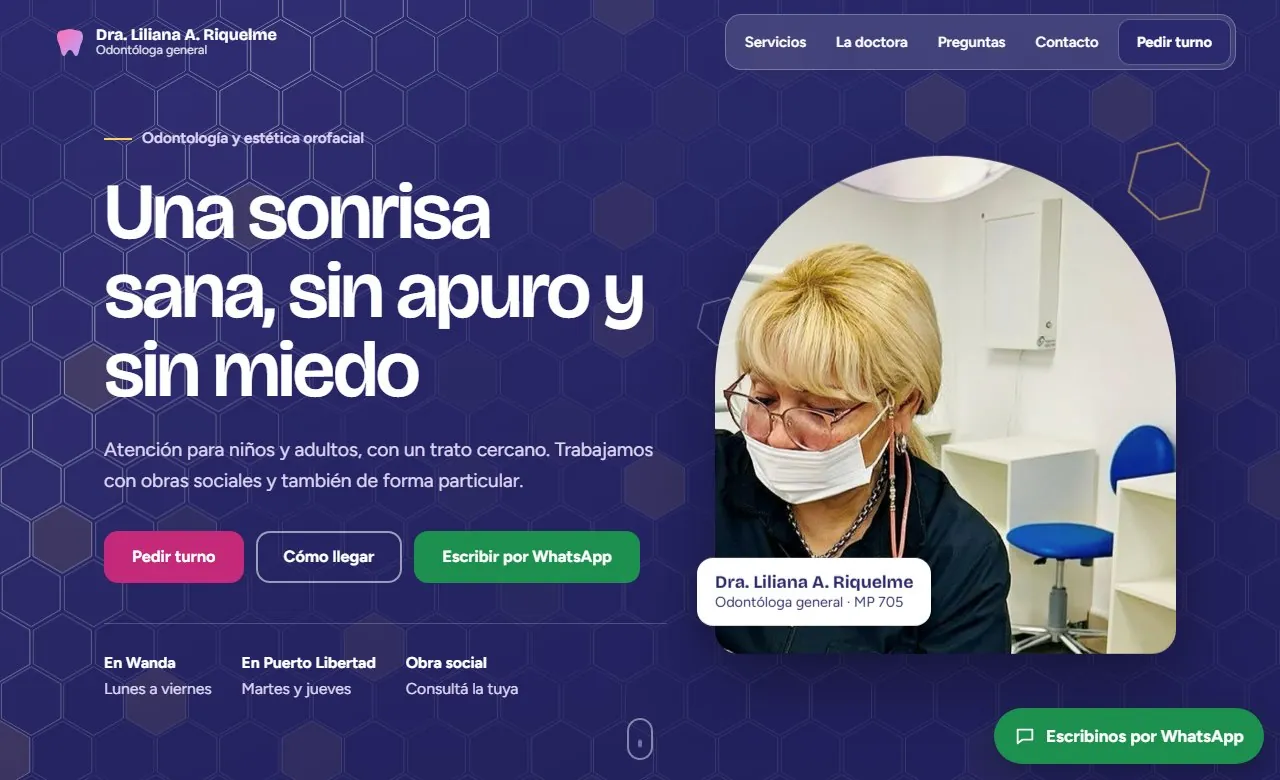 Dra. Liliana A. Riquelme
Odontóloga general
Servicios
La doctora
Preguntas
Contacto
Pedir turno
Odontología y estética orofacial
Una sonrisa
sana, sin apuro y
sin miedo
Atención para niños y adultos, con un trato cercano. Trabajamos
con obras sociales y también de forma particular.
Pedir turno
Cómo llegar
Escribir por WhatsApp
Dra. Liliana A. Riquelme
Odontóloga general · MP 705
En Wanda
Lunes a viernes
En Puerto Libertad
Martes y jueves
Obra social
Consultá la tuya
Escribinos por WhatsApp